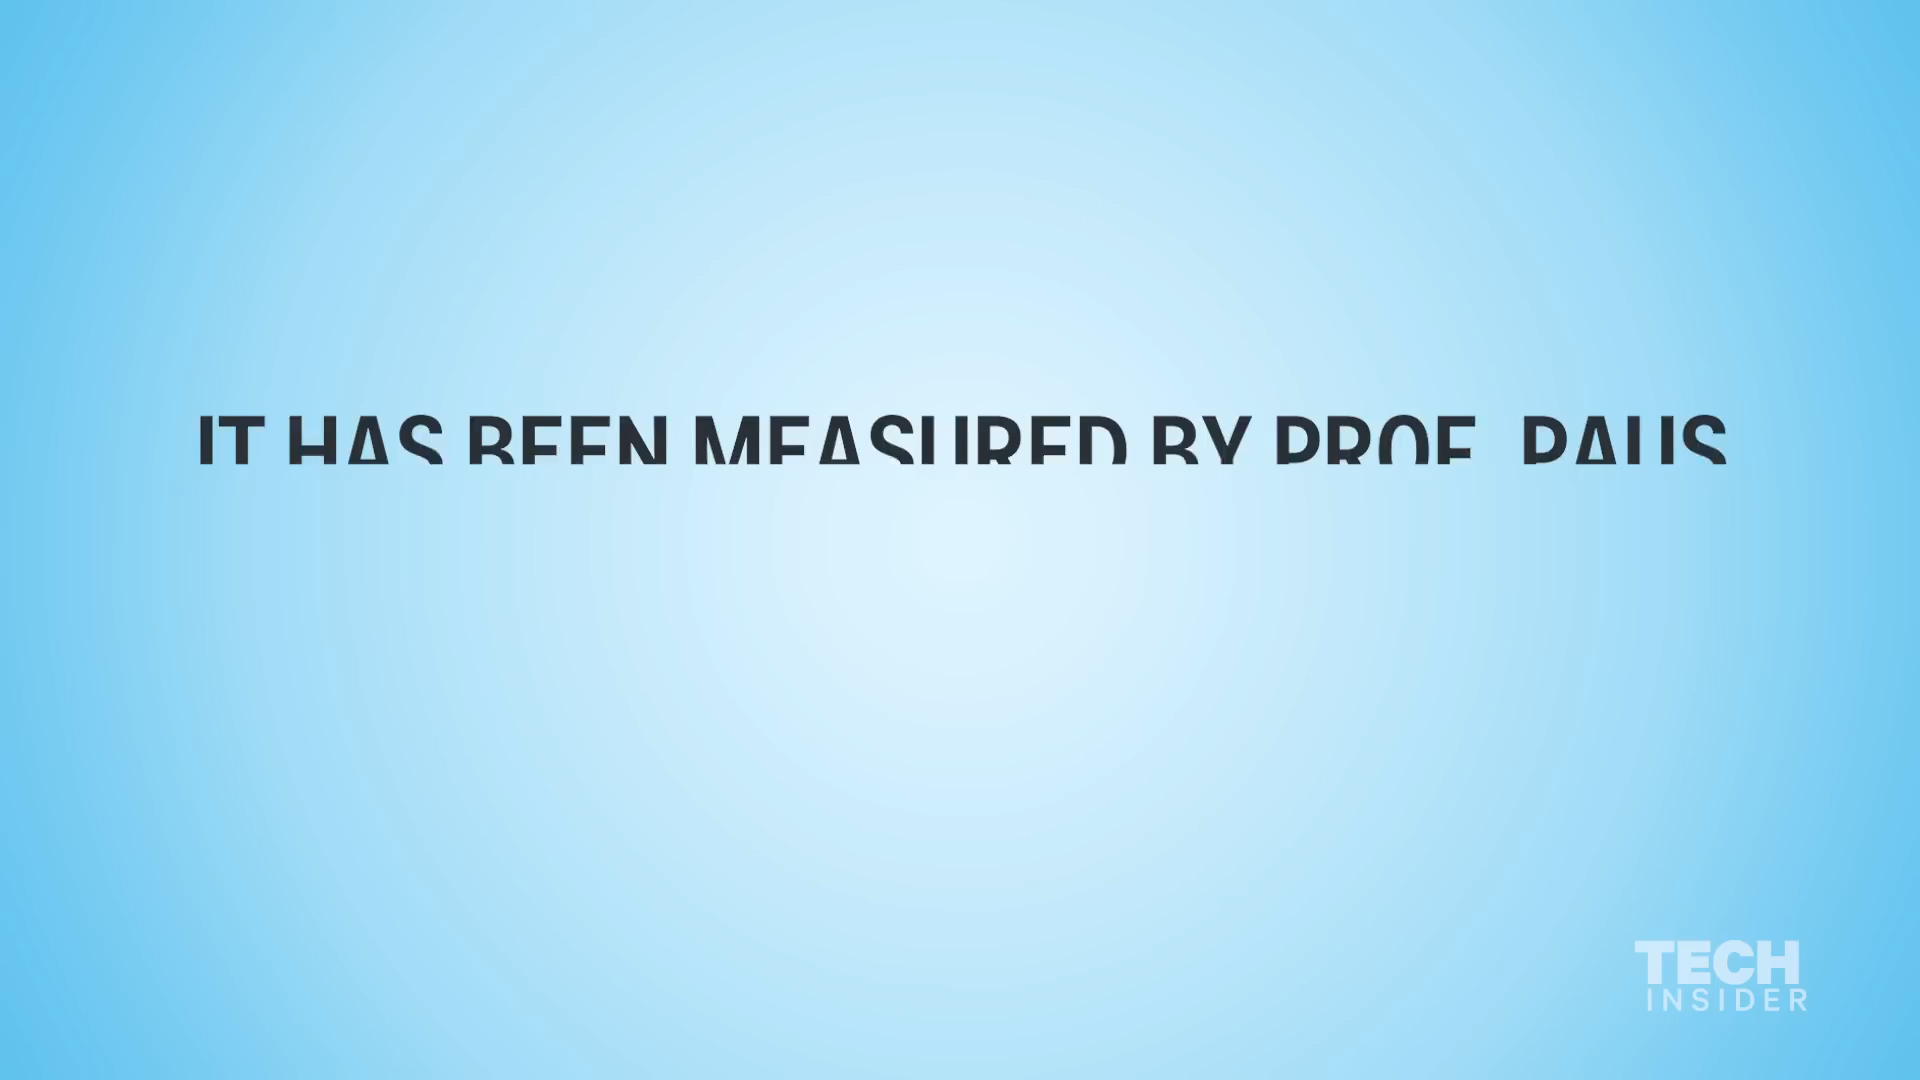 IT HAS BEEN MEASURED BY PROF.
TECH
INSIDER